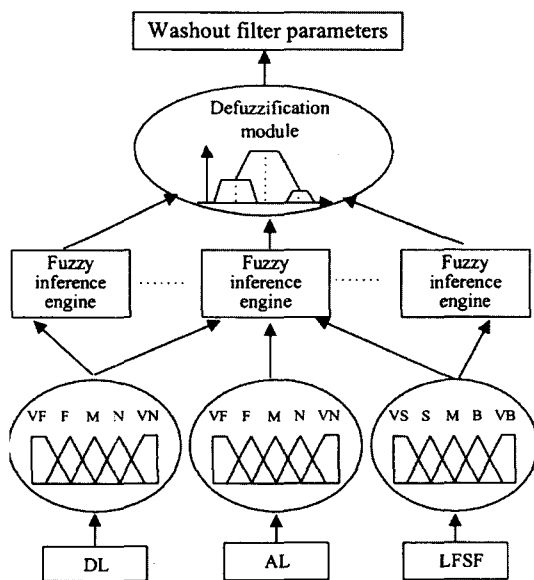 Washout filter parameters
Defuzzification
module
Fuzzy
inference
engine
Fuzzy
inference
engine
Fuzzy
inference
engine
VF F M N VN
VF F M N VN
VS S M B VB
DL
AL
LFSF